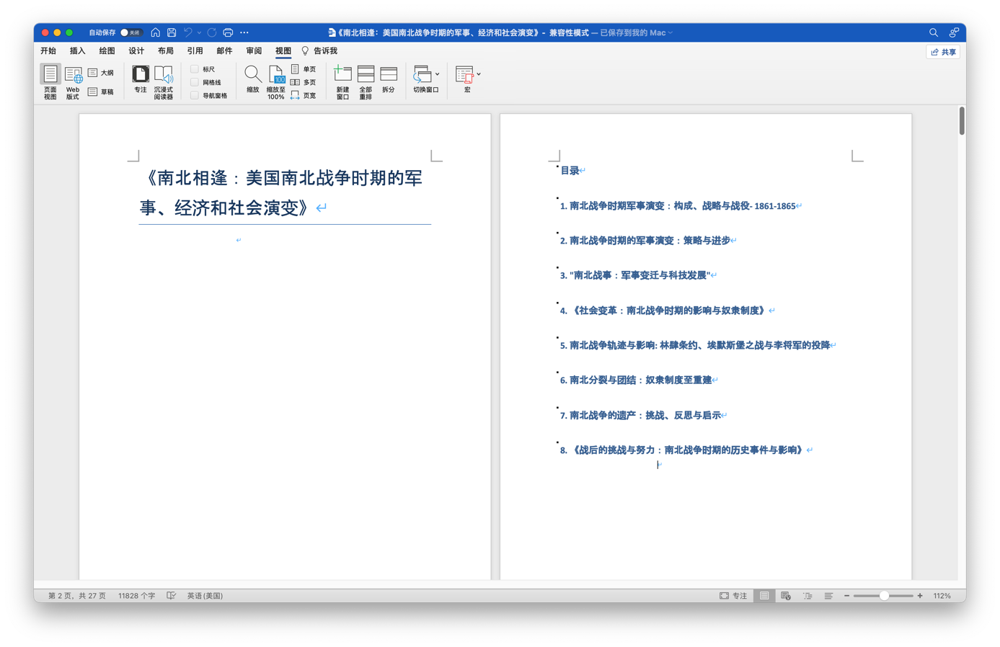 自动保存 关闭
《南北相逢：美国南北战争时期的军事、经济和社会演变》 - 兼容性模式 — 已保存到我的 Mac
开始 插入 绘图 设计 布局 引用 邮件 审阅 视图 告诉我
共享
页面视图
Web版式
大纲
草稿
专注
沉浸式阅读器
标尺
网格线
导航窗格
缩放
100
缩放至100%
单页
多页
页宽
新建窗口
全部重排
拆分
切换窗口
宏
《南北相逢：美国南北战争时期的军
事、经济和社会演变》
目录
1. 南北战争时期军事演变：构成、战略与战役- 1861-1865
2. 南北战争时期的军事演变：策略与进步
3. "南北战事：军事变迁与科技发展"
4. 《社会变革：南北战争时期的影响与奴隶制度》
5. 南北战争轨迹与影响: 林肆条约、埃默斯堡之战与李将军的投降
6. 南北分裂与团结：奴隶制度至重建
7. 南北战争的遗产：挑战、反思与启示
8. 《战后的挑战与努力：南北战争时期的历史事件与影响》
第 2 页，共 27 页 11828 个字 英语(美国)
专注 112%